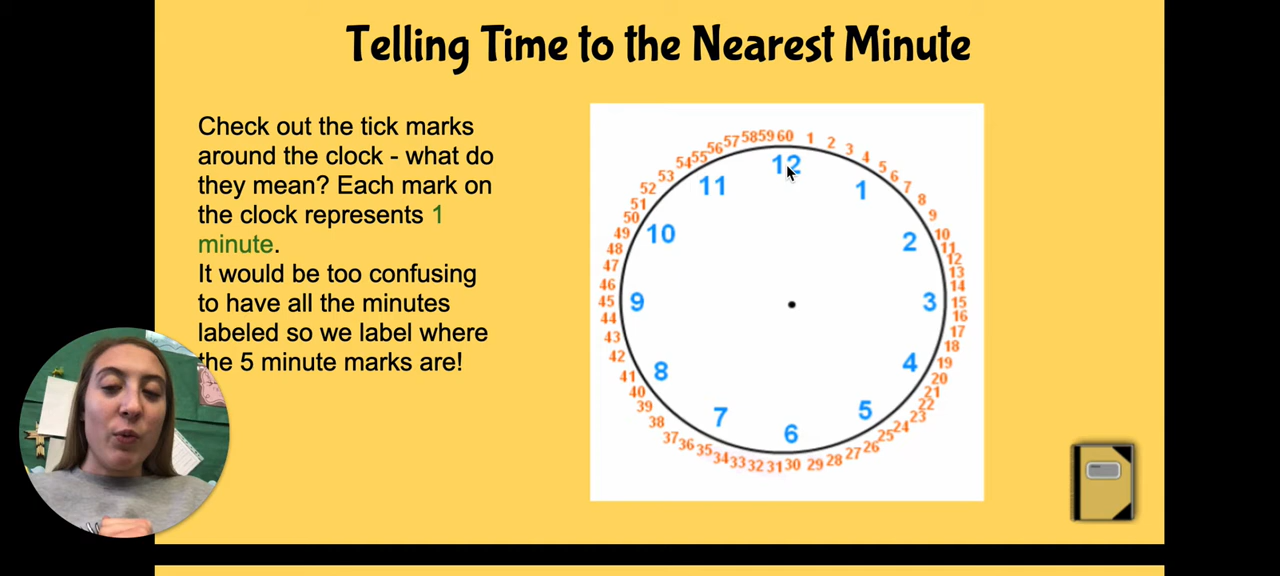 Telling Time to the Nearest Minute
Check out the tick marks
around the clock - what do
they mean? Each mark on
the clock represents 1
minute.
It would be too confusing
to have all the minutes
labeled so we label where
the 5 minute marks are!
60 1 2 3 4 5 6 7 8 9 10 11 12 13 14 15 16 17 18 19 20 21 22 23 24 25 26 27 28 29 30 31 32 33 34 35 36 37 38 39 40 41 42 43 44 45 46 47 48 49 50 51 52 53 54 55 56 57 58 59
12 1 2 3 4 5 6 7 8 9 10 11